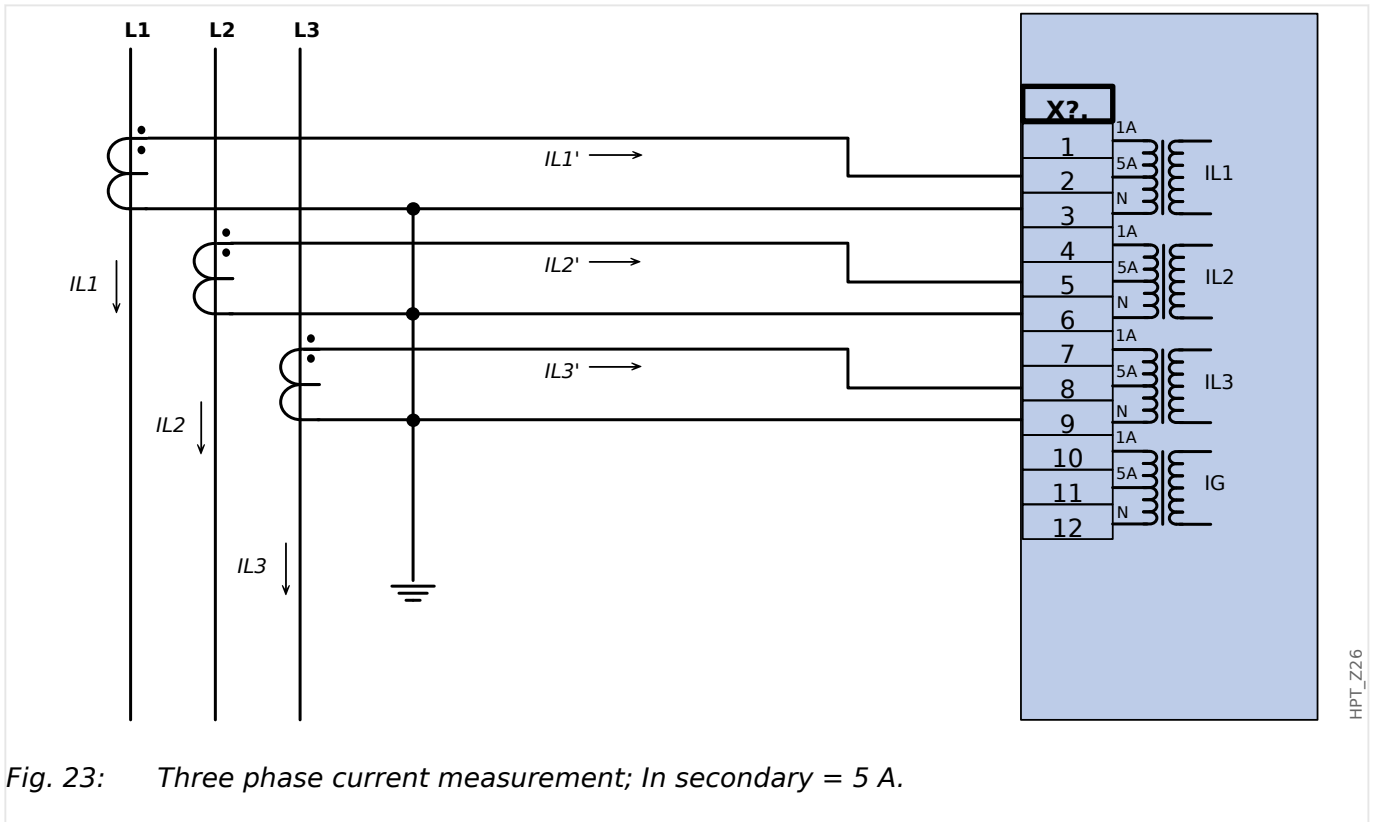 L1 L2 L3
X?.
1
2
3
4
5
6
7
8
9
10
11
12
1A
5A
N
IL1
1A
5A
N
IL2
1A
5A
N
IL3
1A
5A
N
IG
IL1'
IL2'
IL3'
IL1
IL2
IL3
HPT_Z26
Fig. 23: Three phase current measurement; In secondary = 5 A.